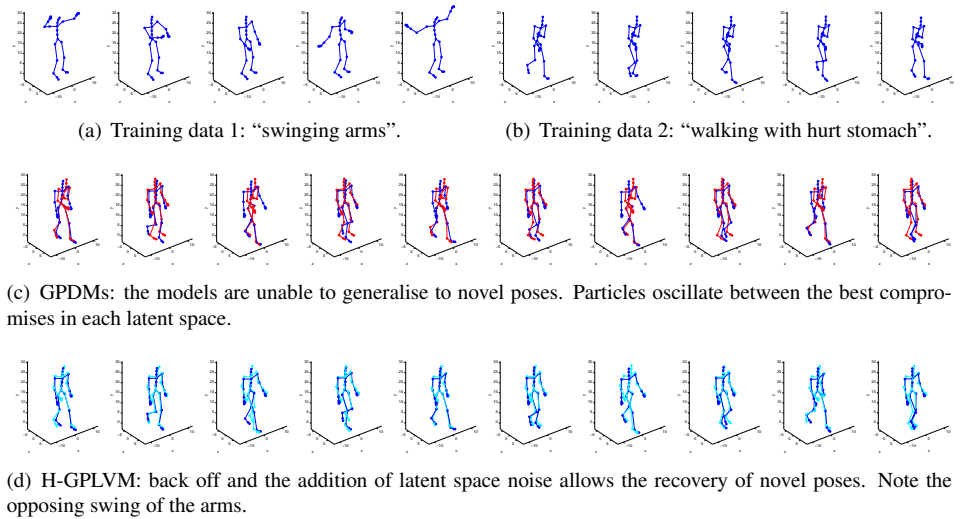 (a) Training data 1: “swinging arms”.
(b) Training data 2: “walking with hurt stomach”.
(c) GPDMs: the models are unable to generalise to novel poses. Particles oscillate between the best compro-
mises in each latent space.
(d) H-GPLVM: back off and the addition of latent space noise allows the recovery of novel poses. Note the
opposing swing of the arms.